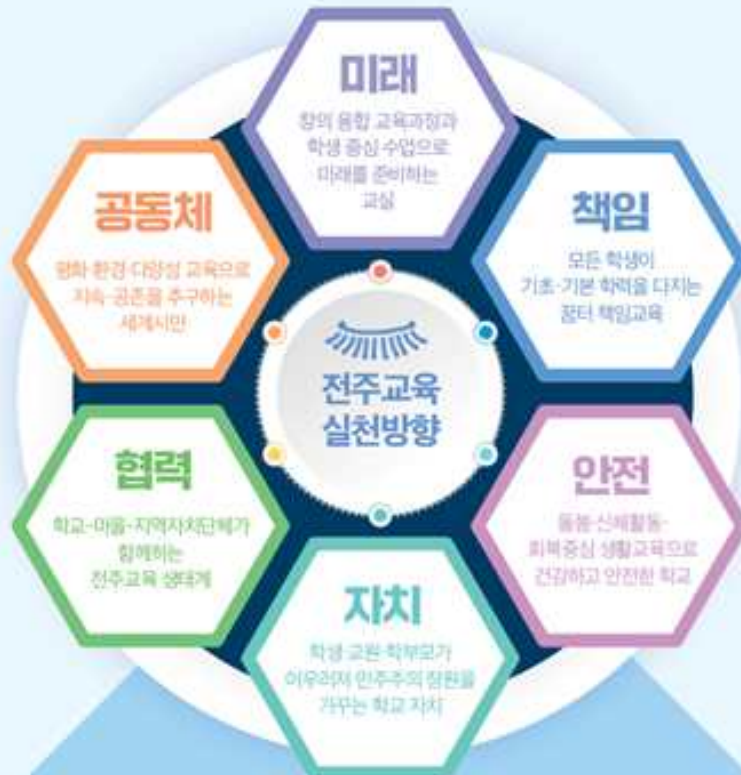 미래
창의 융합 교육과정과
학생 중심 수업으로
미래를 준비하는
교실
책임
모든 학생이
기초·기본 학력을 다지는
꿈터 책임교육
안전
돌봄·신체활동·
회복중심 생활교육으로
건강하고 안전한 학교
자치
학생·교원·학부모가
어우러져 민주주의 정원을
가꾸는 학교 자치
협력
학교-마을-지역자치단체가
함께하는
전주교육 생태계
공동체
평화·환경·다양성 교육으로
지속·공존을 추구하는
세계시민
전주교육
실천방향